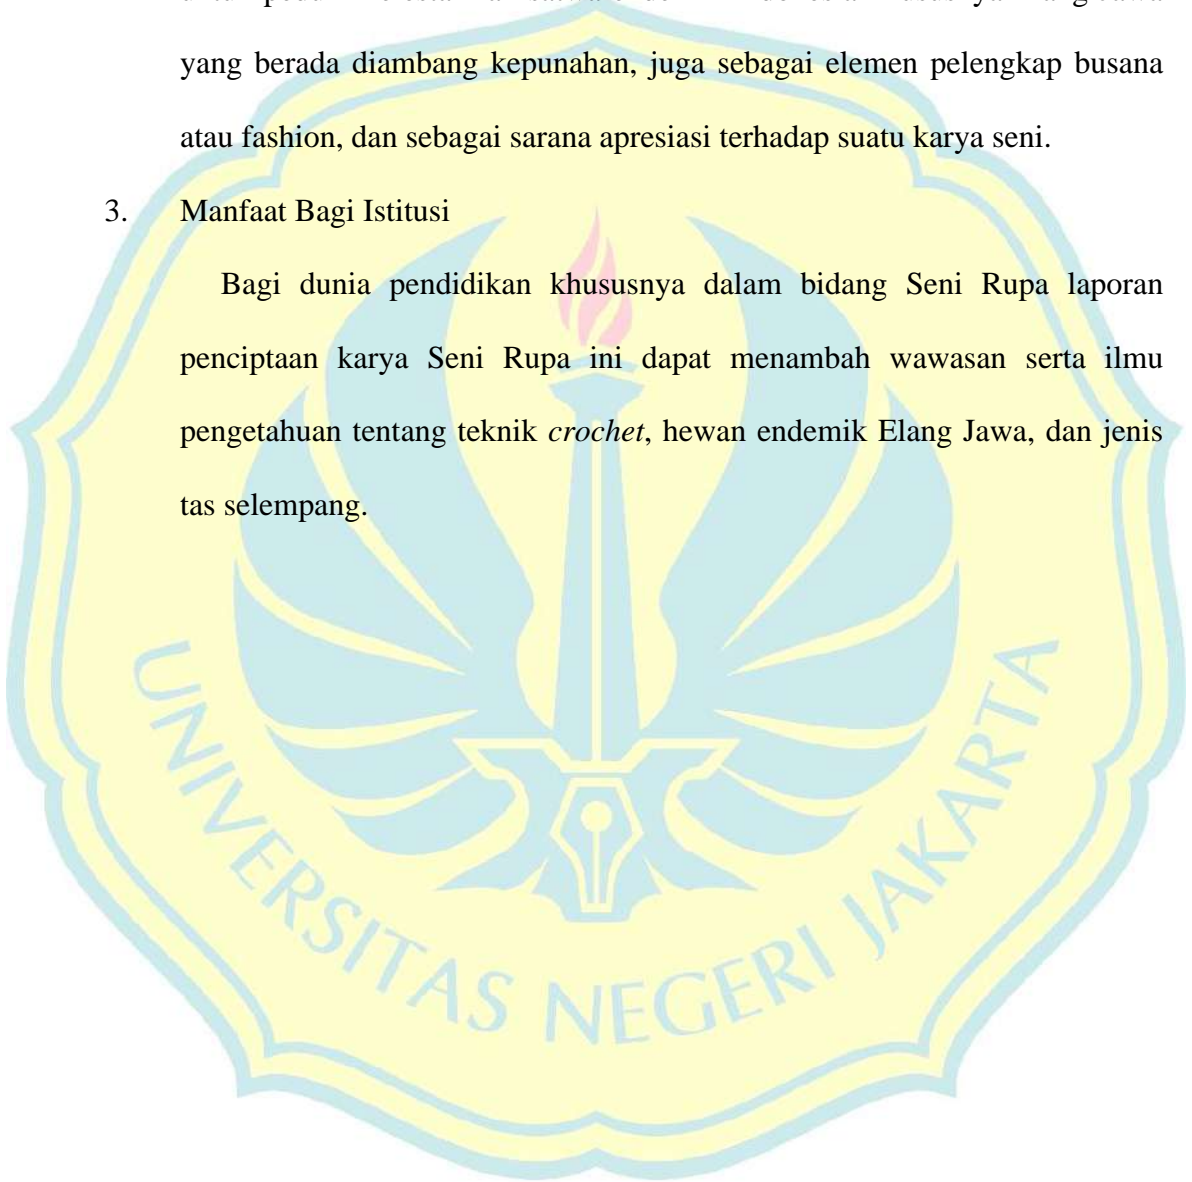 yang berada diambang kepunahan, juga sebagai elemen pelengkap busana
atau fashion, dan sebagai sarana apresiasi terhadap suatu karya seni.
3. Manfaat Bagi Istitusi
Bagi dunia pendidikan khususnya dalam bidang Seni Rupa laporan
penciptaan karya Seni Rupa ini dapat menambah wawasan serta ilmu
pengetahuan tentang teknik crochet, hewan endemik Elang Jawa, dan jenis
tas selempang.
UNIVERSITAS NEGERI JAKARTA